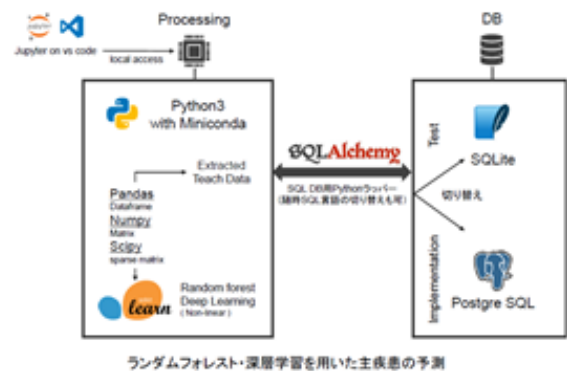 Processing
DB
Jupyter on vs code
local access
Python3
with Miniconda
Extracted
Teach Data
Pandas
Dataframe
Numpy
Matrix
Scipy
sparse matrix
learn
Random forest
Deep Learning
(Non-linear)
SQLAlchemy
SQL DB用Pythonラッパー
(随時SQL言語の切り替えも可)
Test
SQLite
切り替え
Implementation
Postgre SQL
ランダムフォレスト・深層学習を用いた主疾患の予測